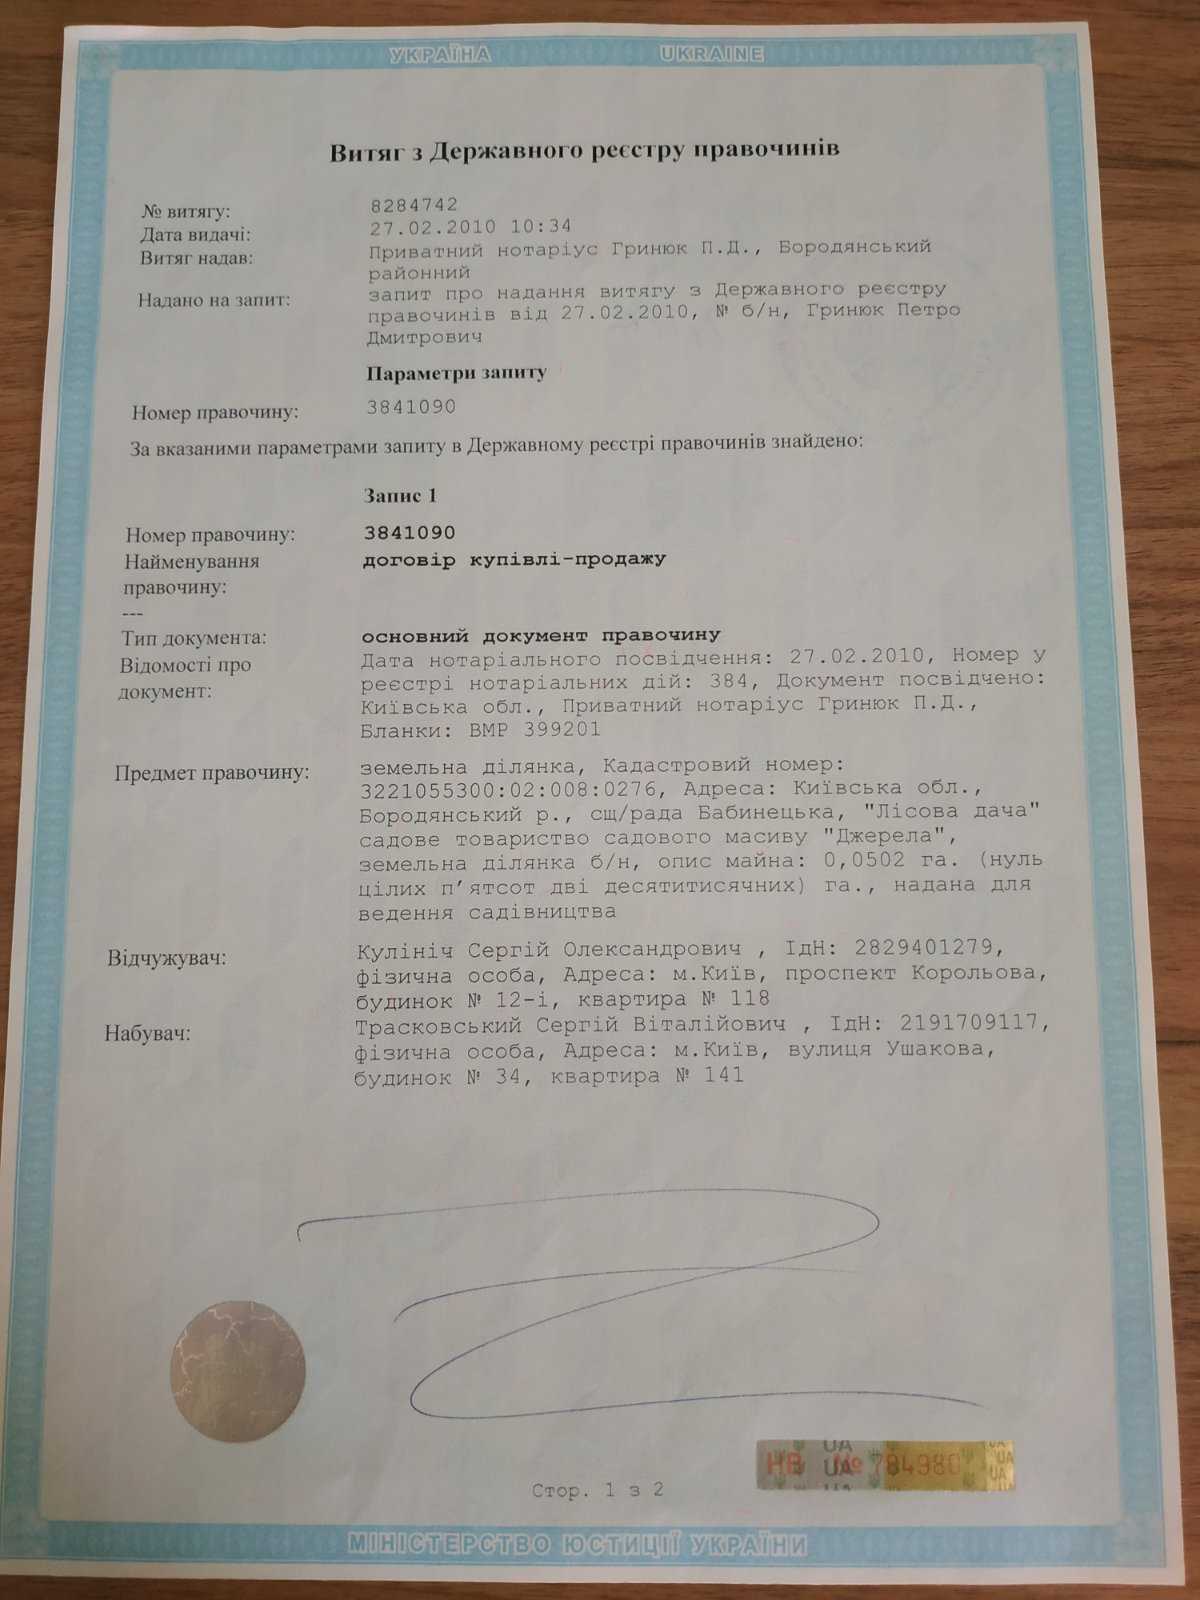 УКРАЇНА UKRAINE
Витяг з Державного реєстру правочинів
№ витягу: 8284742
Дата видачі: 27.02.2010 10:34
Витяг надав: Приватний нотаріус Гринюк П.Д., Бородянський
районний
Надано на запит: запит про надання витягу з Державного реєстру
правочинів від 27.02.2010, № б/н, Гринюк Петро
Дмитрович
Параметри запиту
Номер правочину: 3841090
За вказаними параметрами запиту в Державному реєстрі правочинів знайдено:
Запис 1
Номер правочину: 3841090
Найменування договір купівлі-продажу
правочину:
---
Тип документа: основний документ правочину
Відомості про Дата нотаріального посвідчення: 27.02.2010, Номер у
документ: реєстрі нотаріальних дій: 384, Документ посвідчено:
Київська обл., Приватний нотаріус Гринюк П.Д.,
Бланки: ВМР 399201
Предмет правочину: земельна ділянка, Кадастровий номер:
3221055300:02:008:0276, Адреса: Київська обл.,
Бородянський р., сщ/рада Бабинецька, "Лісова дача"
садове товариство садового масиву "Джерела",
земельна ділянка б/н, опис майна: 0,0502 га. (нуль
цілих п’ятсот дві десятитисячних) га., надана для
ведення садівництва
Відчужувач: Кулініч Сергій Олександрович , ІдН: 2829401279,
фізична особа, Адреса: м.Київ, проспект Корольова,
будинок № 12-і, квартира № 118
Набувач: Трасковський Сергій Віталійович , ІдН: 2191709117,
фізична особа, Адреса: м.Київ, вулиця Ушакова,
будинок № 34, квартира № 141
НВ № 784980
Стор. 1 з 2
МІНІСТЕРСТВО ЮСТИЦІЇ УКРАЇНИ